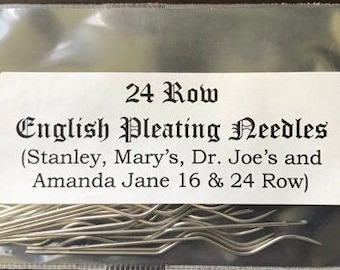 24 Row
English Pleating Needles
(Stanley, Mary's, Dr. Joe's and
Amanda Jane 16 & 24 Row)